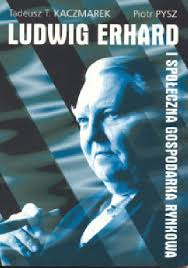 Tadeusz T. KACZMAREK Piotr PYSZ
LUDWIG ERHARD
I SPOŁECZNA GOSPODARKA RYNKOWA